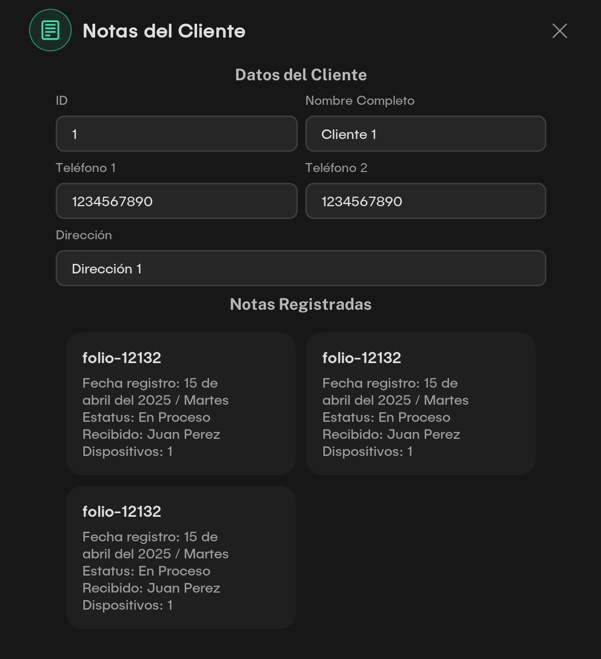 Notas del Cliente
Datos del Cliente
ID
Nombre Completo
1
Cliente 1
Teléfono 1
Teléfono 2
1234567890
1234567890
Dirección
Dirección 1
Notas Registradas
folio-12132
Fecha registro: 15 de
abril del 2025 / Martes
Estatus: En Proceso
Recibido: Juan Perez
Dispositivos: 1
folio-12132
Fecha registro: 15 de
abril del 2025 / Martes
Estatus: En Proceso
Recibido: Juan Perez
Dispositivos: 1
folio-12132
Fecha registro: 15 de
abril del 2025 / Martes
Estatus: En Proceso
Recibido: Juan Perez
Dispositivos: 1